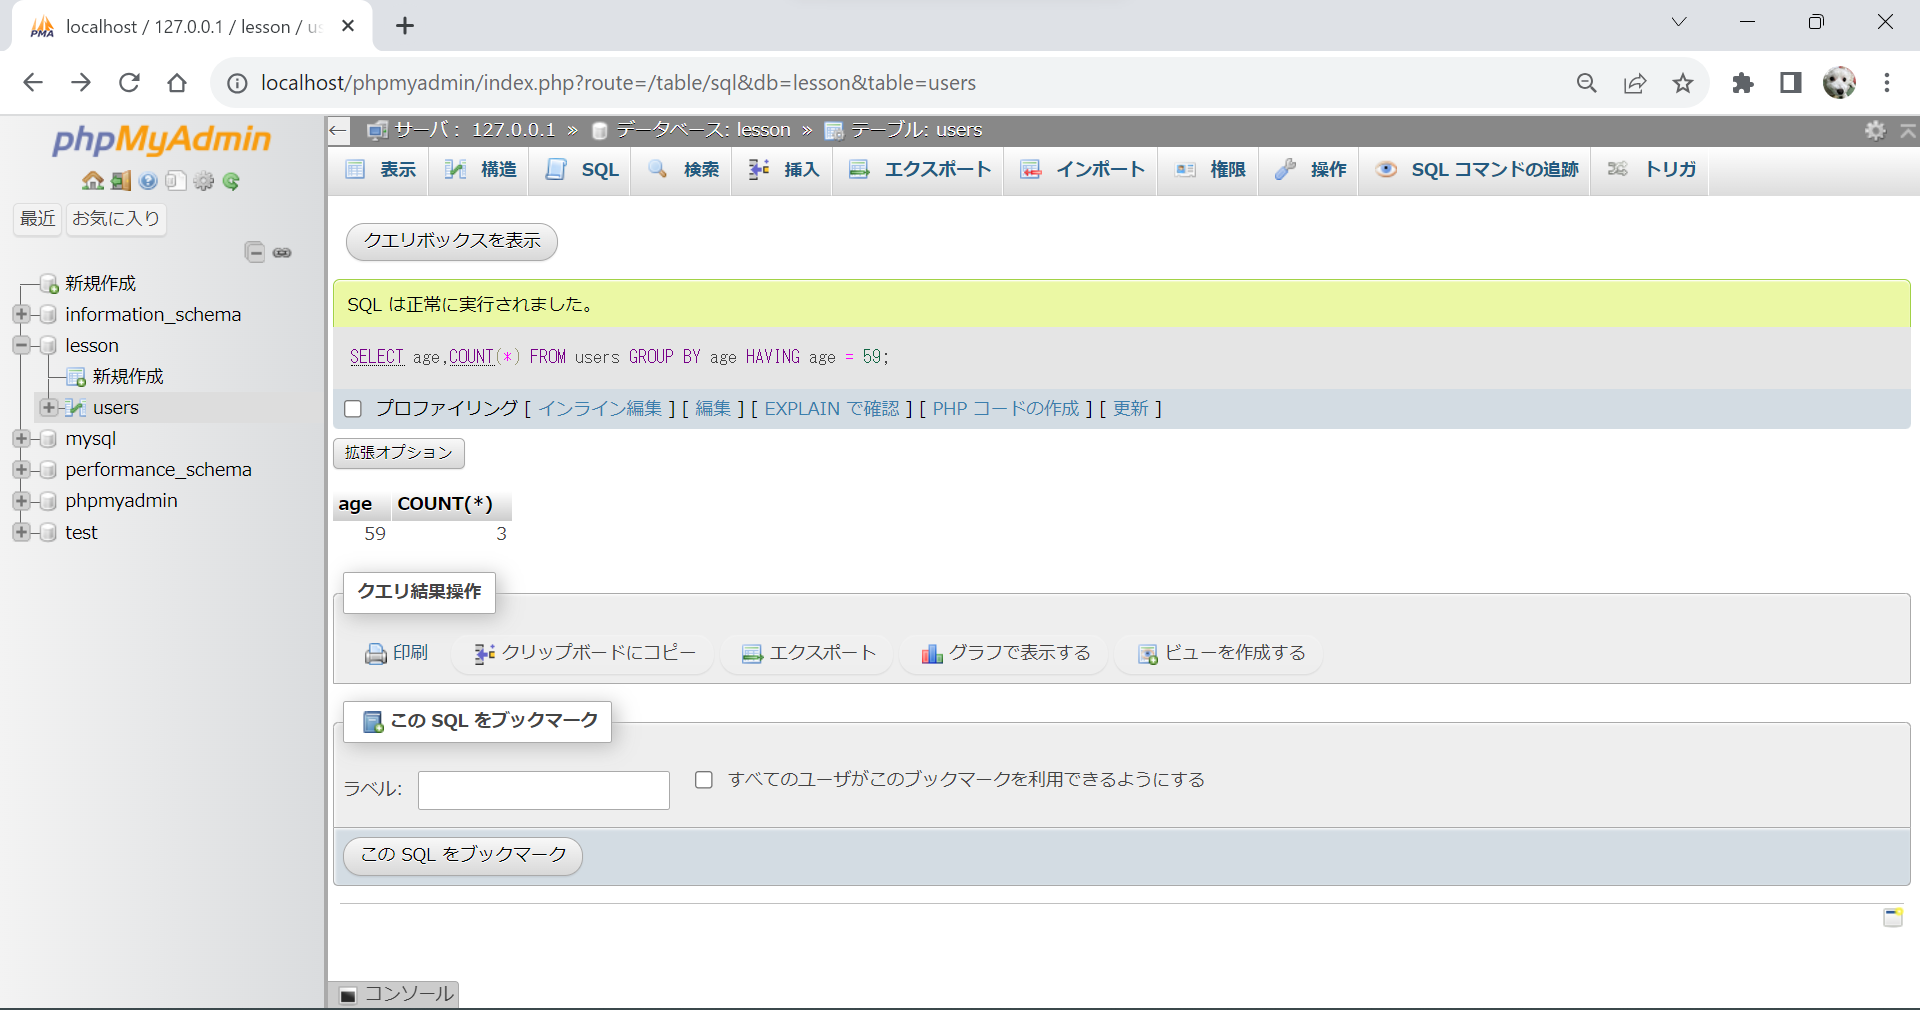 localhost / 127.0.0.1 / lesson / us
localhost/phpmyadmin/index.php?route=/table/sql&db=lesson&table=users
phpMyAdmin
最近 お気に入り
新規作成
information_schema
lesson
新規作成
users
mysql
performance_schema
phpmyadmin
test
サーバ: 127.0.0.1 » データベース: lesson » テーブル: users
表示 構造 SQL 検索 挿入 エクスポート インポート 権限 操作 SQL コマンドの追跡 トリガ
クエリボックスを表示
SQL は正常に実行されました。
SELECT age,COUNT(*) FROM users GROUP BY age HAVING age = 59;
プロファイリング [ インライン編集 ] [ 編集 ] [ EXPLAIN で確認 ] [ PHP コードの作成 ] [ 更新 ]
拡張オプション
age COUNT(*)
59 3
クエリ結果操作
印刷 クリップボードにコピー エクスポート グラフで表示する ビューを作成する
この SQL をブックマーク
ラベル: すべてのユーザがこのブックマークを利用できるようにする
この SQL をブックマーク
コンソール